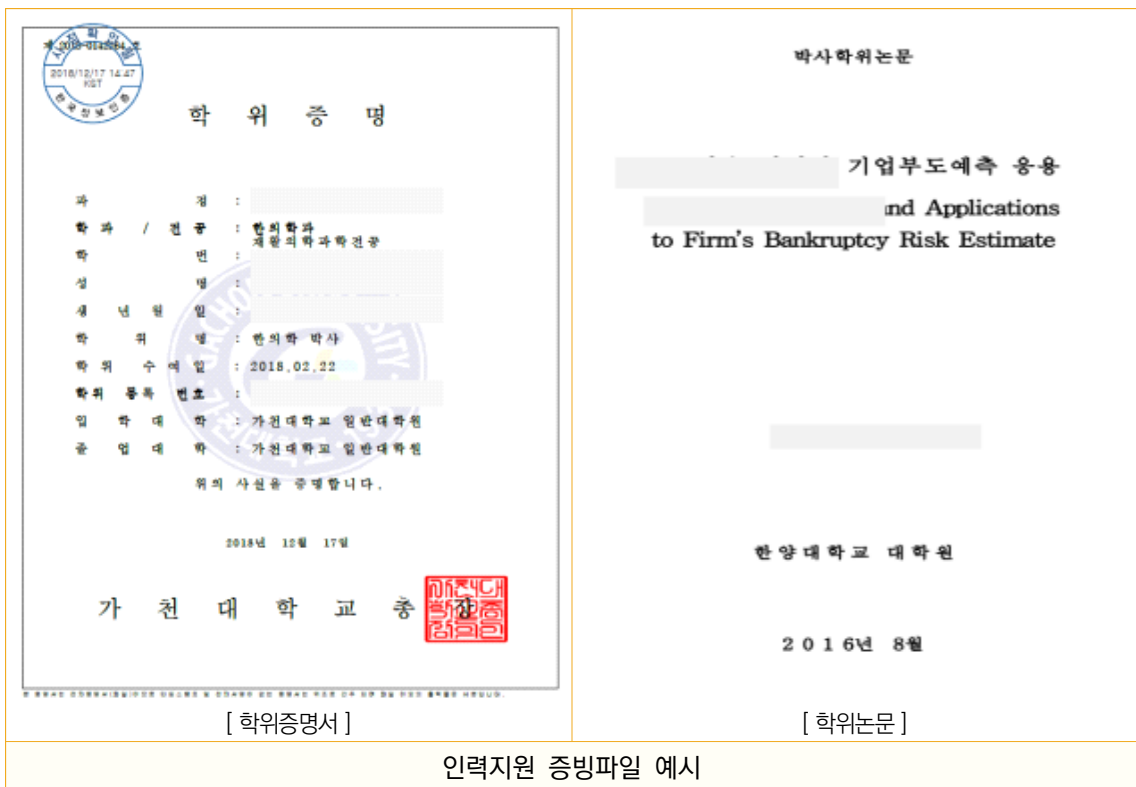 2018/12/17 14:47
KST
학 위 증 명
과 정 :
학 과 / 전 공 : 한의학과
재활의학과학전공
학 번 :
성 명 :
생 년 월 일 :
학 위 명 : 한의학 박사
학 위 수 여 일 : 2018.02.22
학위 등록 번호 :
입 학 대 학 : 가천대학교 일반대학원
졸 업 대 학 : 가천대학교 일반대학원
위의 사실을 증명합니다.
2018년 12월 17일
가 천 대 학 교 총 장
[ 학위증명서 ]
박사학위논문
기업부도예측 응용
and Applications
to Firm's Bankruptcy Risk Estimate
한양대학교 대학원
2 0 1 6년 8월
[ 학위논문 ]
인력지원 증빙파일 예시